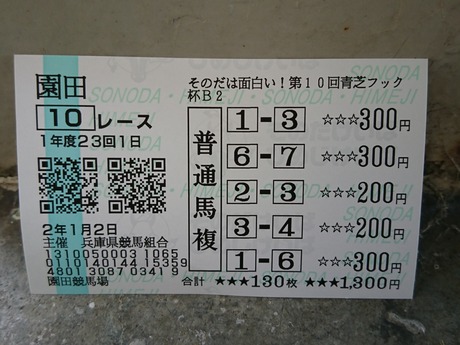 園田
10 レース
1年度23回1日
2年1月2日
主催 兵庫県競馬組合
1310050003 1065
0110140144 15359
4801 3087 0341 9
園田競馬場
そのだは面白い!第10回青芝フック
杯B2
SONODA・HIMEJI
普通馬複
1-3 ☆☆☆300円
6-7 ☆☆☆300円
2-3 ☆☆☆200円
3-4 ☆☆☆200円
1-6 ☆☆☆300円
合計 ★★★130枚 ★★★1,300円